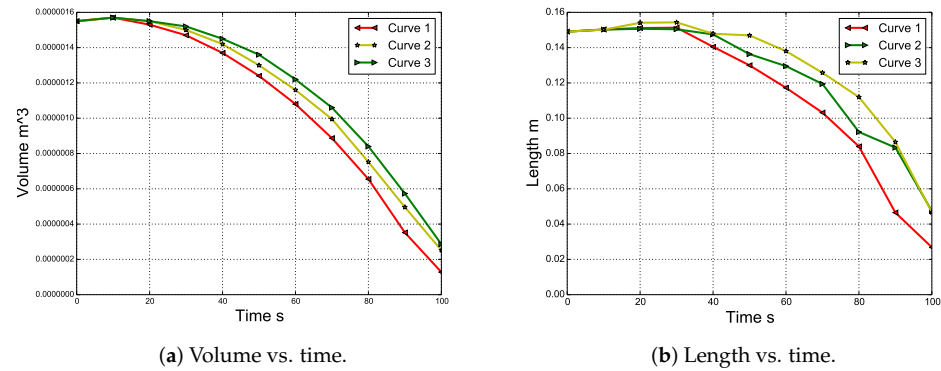 0.0000016
0.0000014
0.0000012
0.0000010
0.0000008
0.0000006
0.0000004
0.0000002
0.0000000
Volume m^3
0 20 40 60 80 100
Time s
Curve 1
Curve 2
Curve 3
(a) Volume vs. time.
0.16
0.14
0.12
0.10
0.08
0.06
0.04
0.02
0.00
Length m
0 20 40 60 80 100
Time s
Curve 1
Curve 2
Curve 3
(b) Length vs. time.